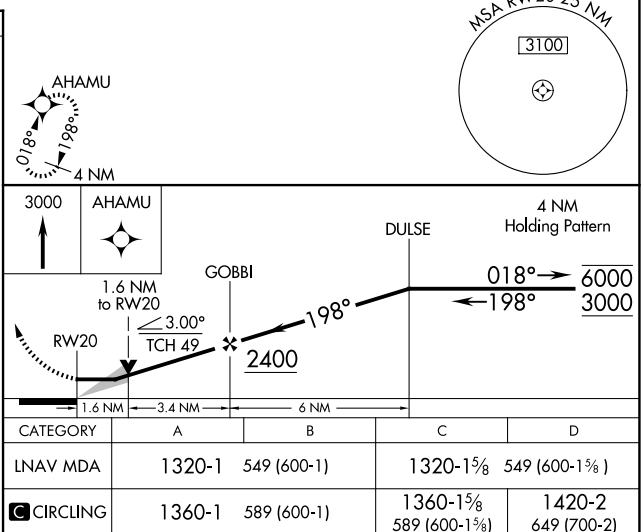 MSA RW20 25 NM
3100
AHAMU
018°
198°
4 NM
3000
AHAMU
4 NM
Holding Pattern
DULSE
GOBBI
018°
6000
198°
3000
1.6 NM
to RW20
198°
3.00°
TCH 49
RW20
2400
1.6 NM
3.4 NM
6 NM
CATEGORY A B C D
LNAV MDA 1320-1 549 (600-1) 1320-1⅝ 549 (600-1⅝)
C CIRCLING 1360-1 589 (600-1) 1360-1⅝ 1420-2
589 (600-1⅝) 649 (700-2)